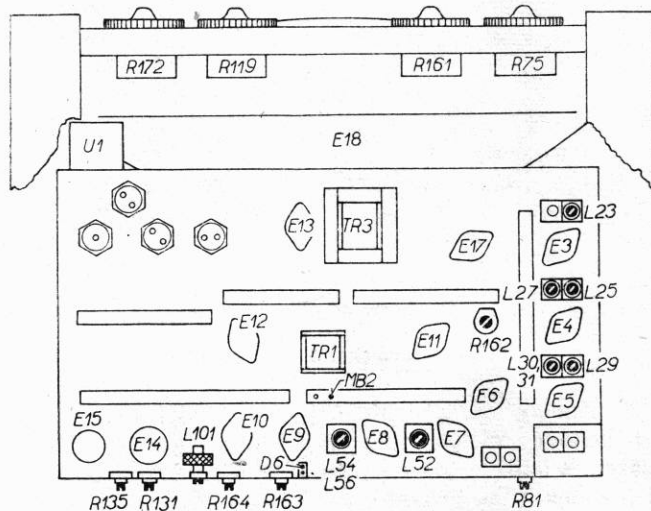 R172 R119 R161 R75
U1 E18
E13 TR3 L23
E17 E3
L27 L25
E12 E11 R162 E4
TR1
L30 L29
31
MB2 E6 E5
E15 E14 L101 E10 E9 E8 E7
D6 L54 L52
L56
R135 R131 R164 R163 R81